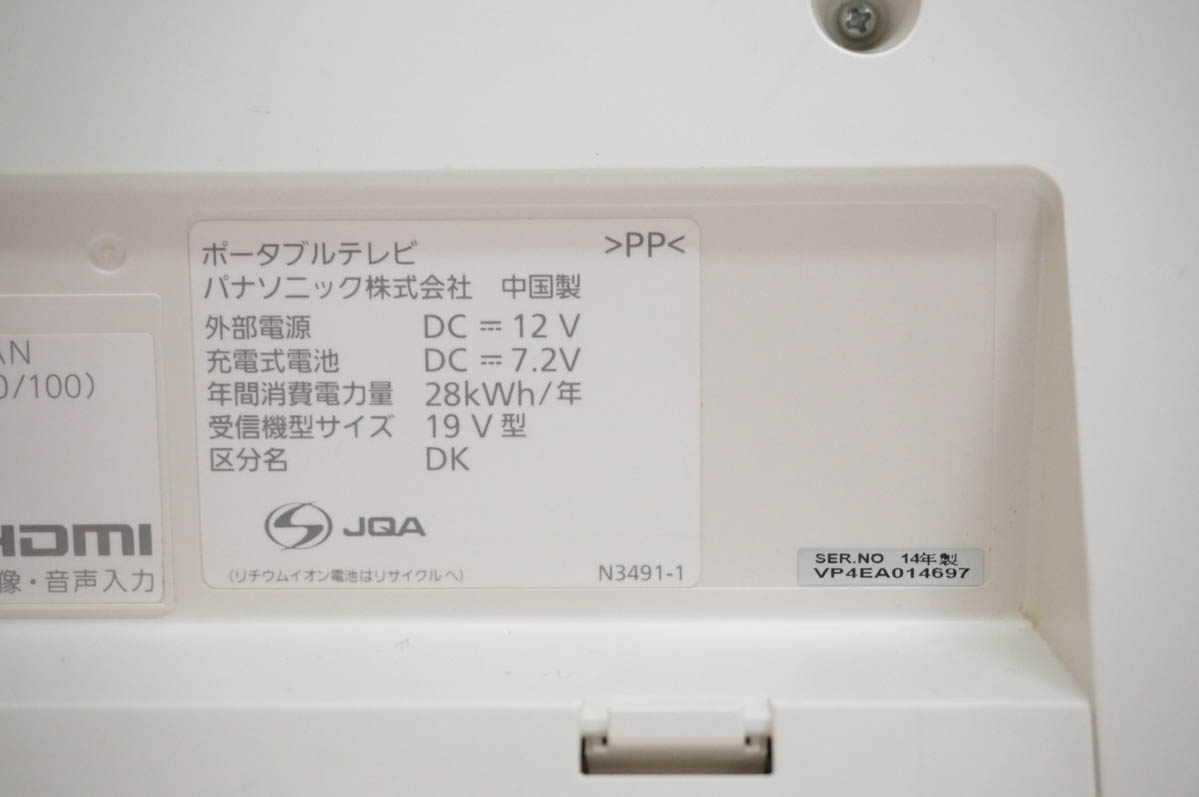 ポータブルテレビ >PP<
パナソニック株式会社 中国製
外部電源 DC ⎓ 12 V
充電式電池 DC ⎓ 7.2V
年間消費電力量 28kWh/年
受信機型サイズ 19 V 型
区分名 DK
JQA
(リチウムイオン電池はリサイクルへ) N3491-1
AN
0/100)
HDMI
像・音声入力
SER.NO 14年製
VP4EA014697